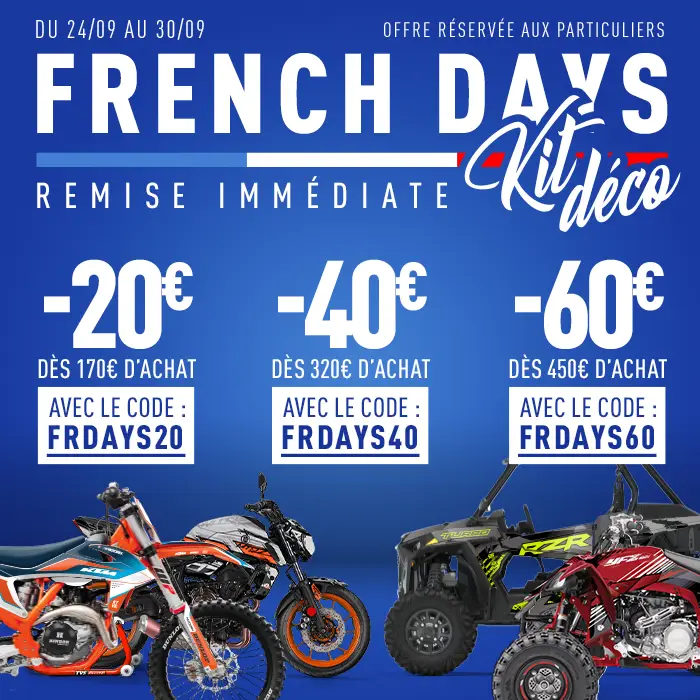 DU 24/09 AU 30/09
OFFRE RÉSERVÉE AUX PARTICULIERS
FRENCH DAYS
Kit déco
REMISE IMMÉDIATE
-20€
DÈS 170€ D'ACHAT
AVEC LE CODE :
FRDAYS20
-40€
DÈS 320€ D'ACHAT
AVEC LE CODE :
FRDAYS40
-60€
DÈS 450€ D'ACHAT
AVEC LE CODE :
FRDAYS60
KTM
TURBO
RZR
YFZ